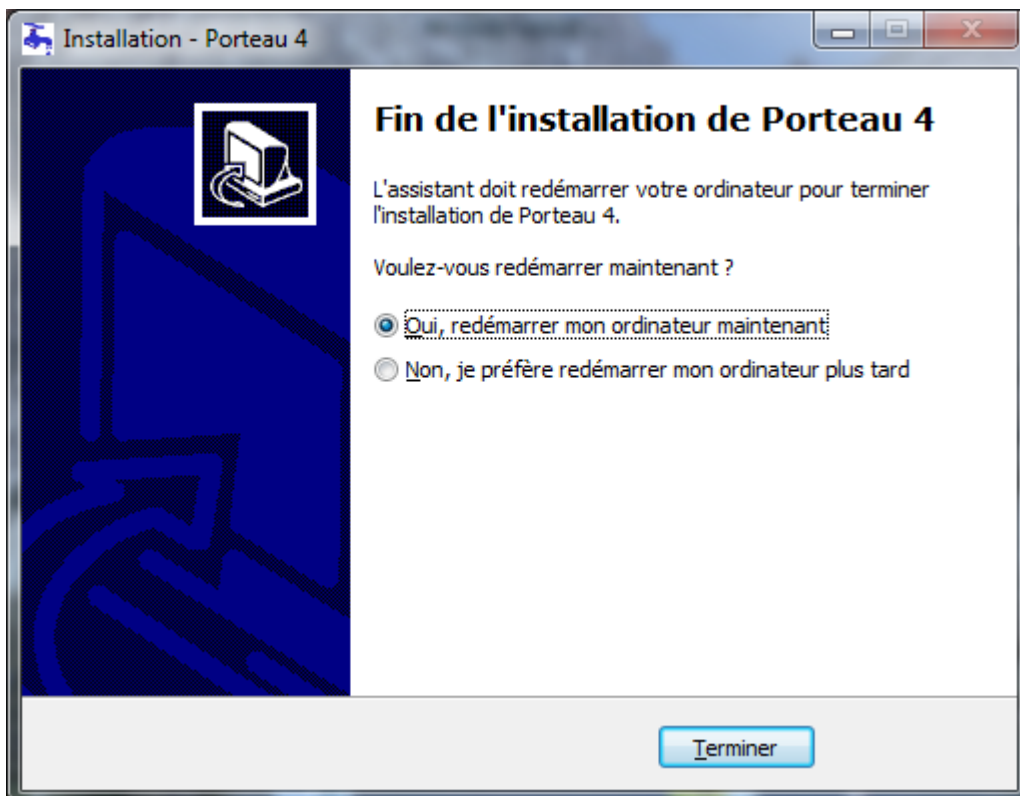 Installation - Porteau 4
Fin de l'installation de Porteau 4
L'assistant doit redémarrer votre ordinateur pour terminer
l'installation de Porteau 4.
Voulez-vous redémarrer maintenant ?
Oui, redémarrer mon ordinateur maintenant
Non, je préfère redémarrer mon ordinateur plus tard
Terminer